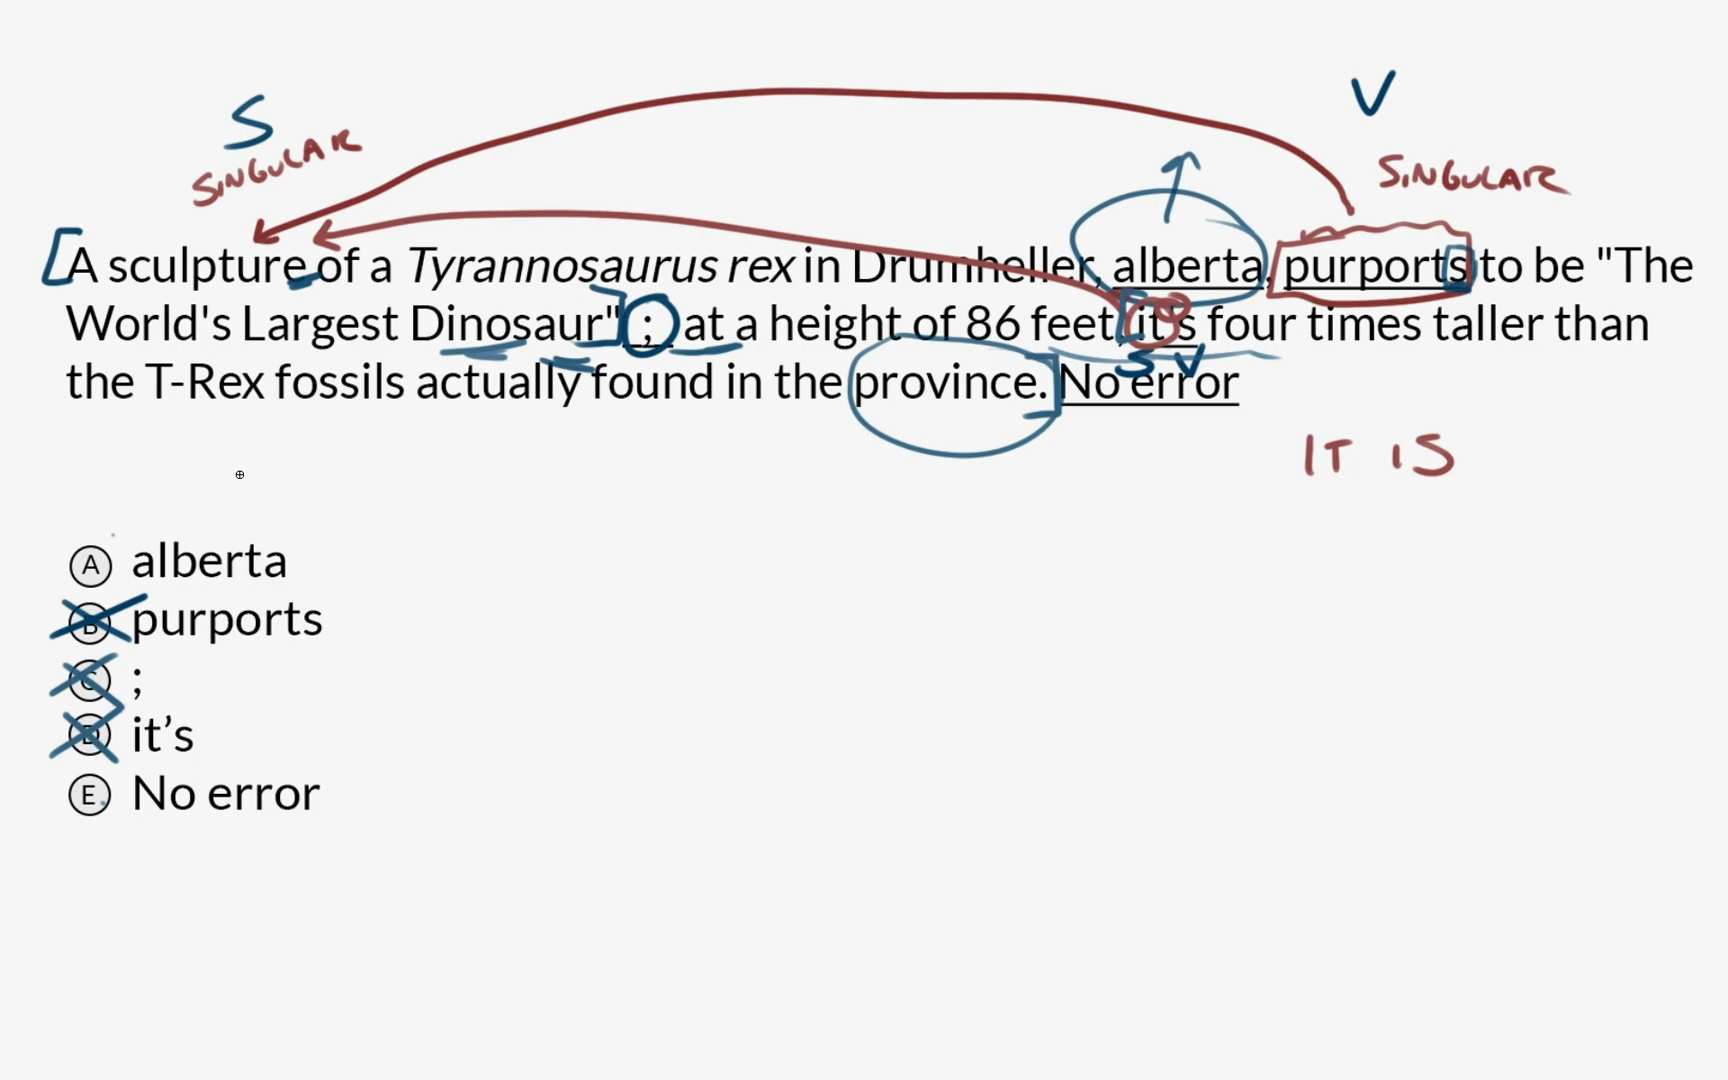 S
V
SINGULAR
SINGULAR
A sculpture of a Tyrannosaurus rex in Drumheller, alberta, purports to be "The
World's Largest Dinosaur" ; at a height of 86 feet, it's four times taller than
S V
the T-Rex fossils actually found in the province. No error
IT IS
A alberta
B purports
C ;
D it’s
E No error